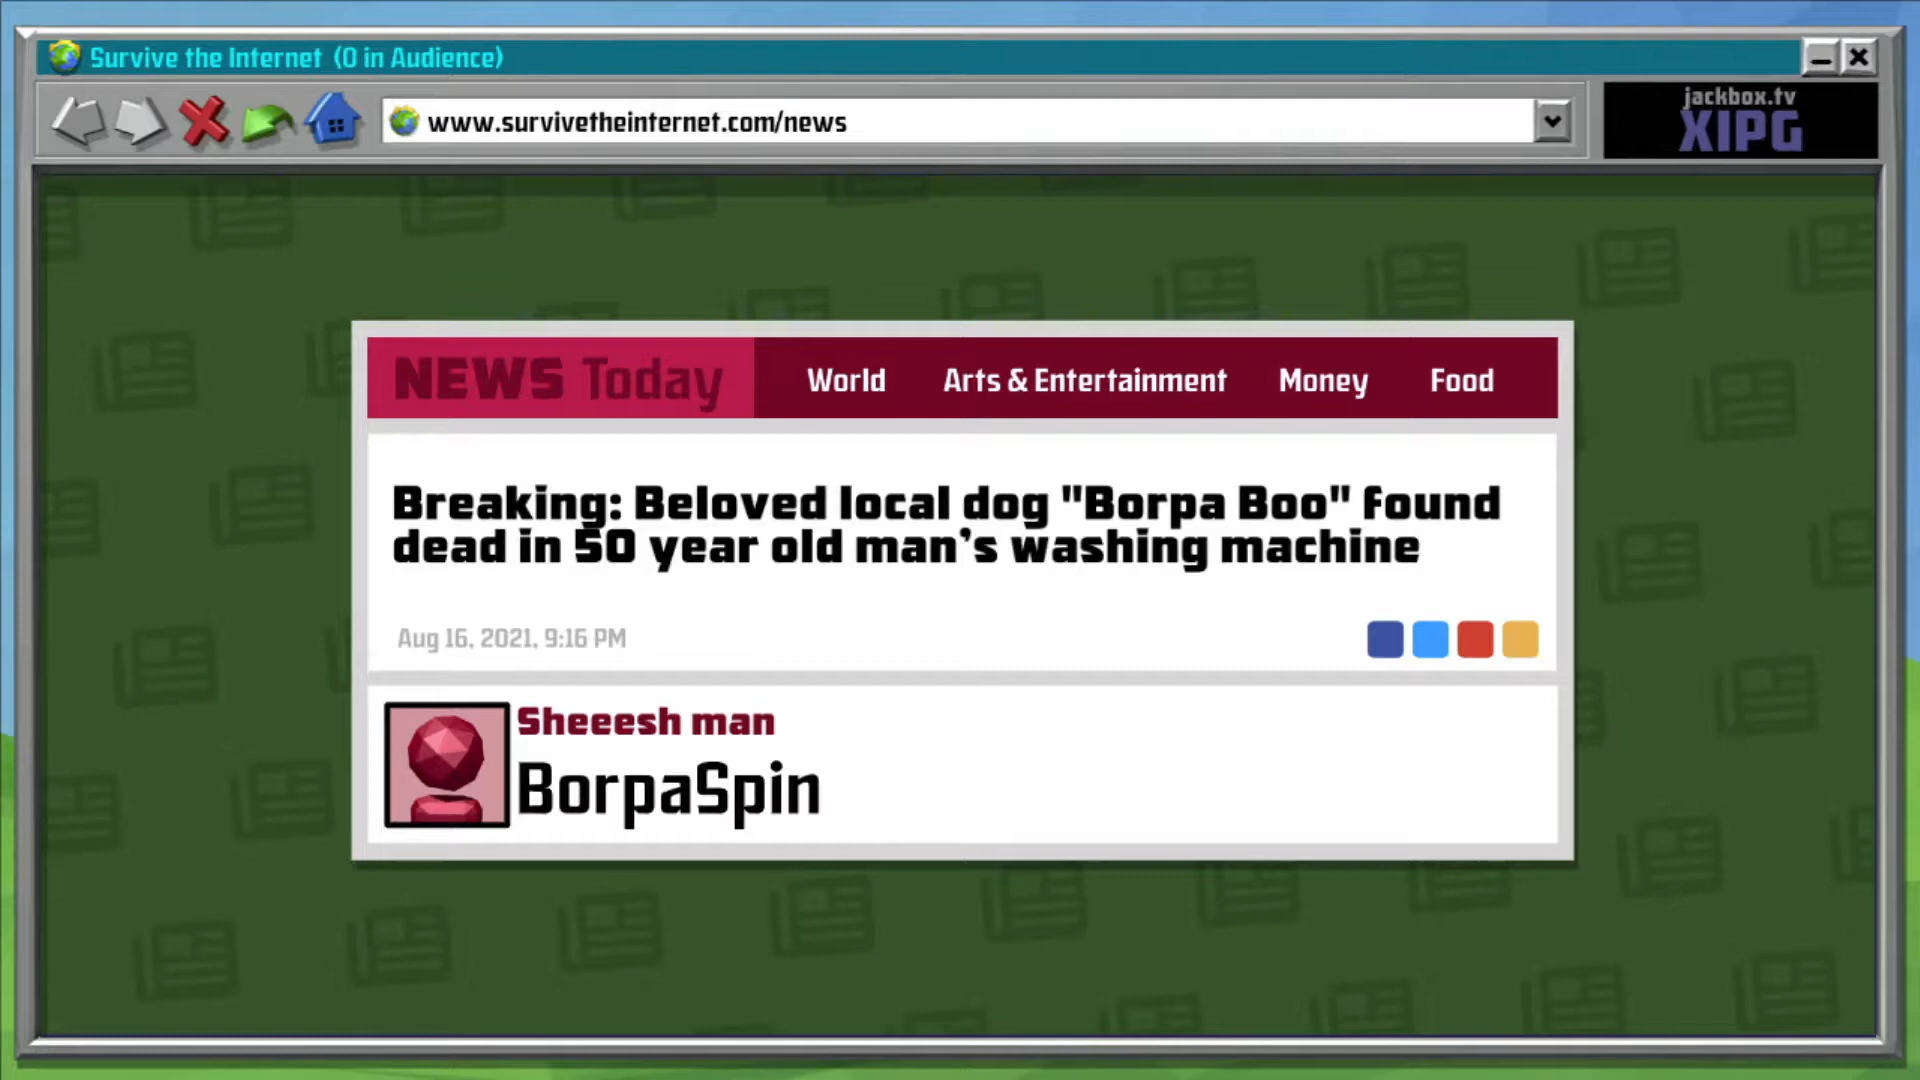 Survive the Internet (0 in Audience)
www.survivetheinternet.com/news
jackbox.tv
XIPG
NEWS Today
World
Arts & Entertainment
Money
Food
Breaking: Beloved local dog "Borpa Boo" found
dead in 50 year old man's washing machine
Aug 16, 2021, 9:16 PM
Sheeesh man
BorpaSpin